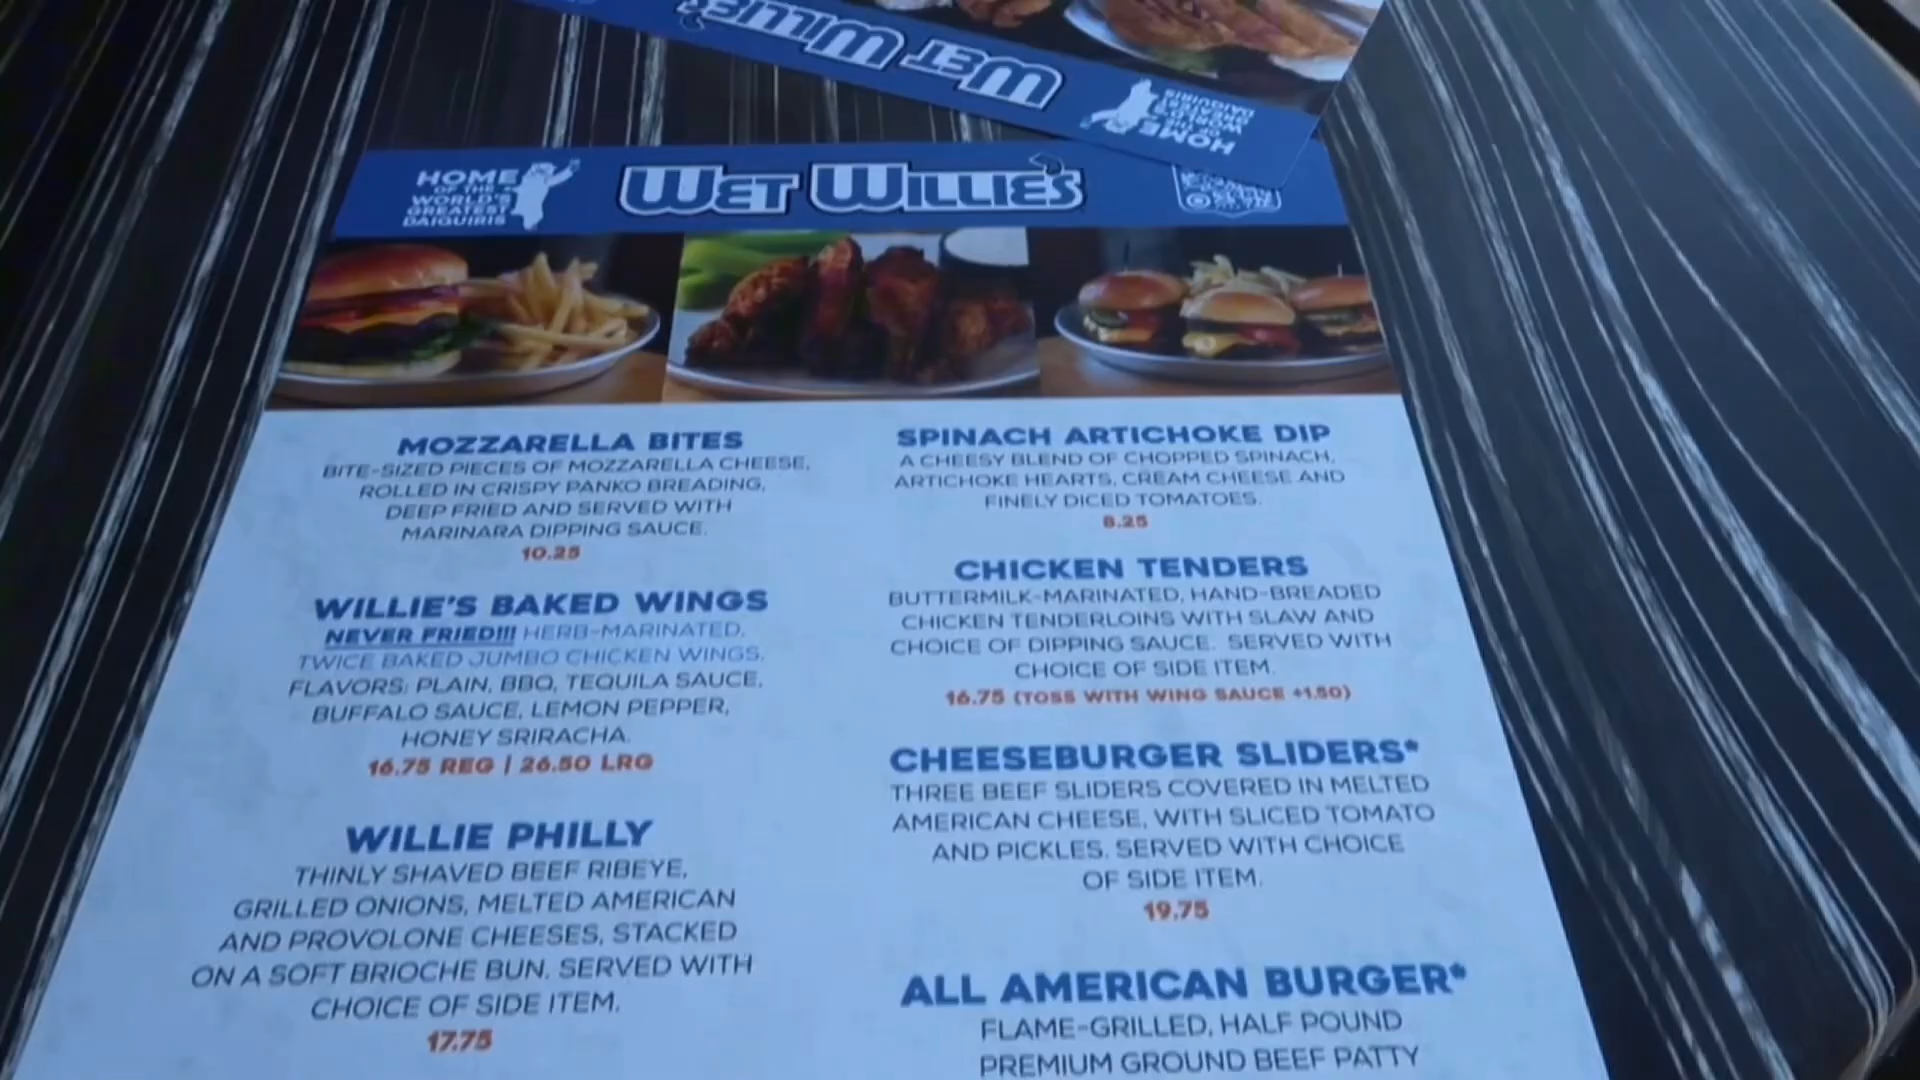 WET WILLIE'S
HOME
OF THE
WORLD'S
GREATEST
DAIQUIRIS
HOME
OF THE
WORLD'S
GREATEST
DAIQUIRIS
WET WILLIE'S
MOZZARELLA BITES
BITE-SIZED PIECES OF MOZZARELLA CHEESE,
ROLLED IN CRISPY PANKO BREADING,
DEEP FRIED AND SERVED WITH
MARINARA DIPPING SAUCE.
10.25
WILLIE'S BAKED WINGS
NEVER FRIED!!! HERB-MARINATED,
TWICE BAKED JUMBO CHICKEN WINGS.
FLAVORS: PLAIN, BBQ, TEQUILA SAUCE,
BUFFALO SAUCE, LEMON PEPPER,
HONEY SRIRACHA.
16.75 REG | 26.50 LRG
WILLIE PHILLY
THINLY SHAVED BEEF RIBEYE,
GRILLED ONIONS, MELTED AMERICAN
AND PROVOLONE CHEESES, STACKED
ON A SOFT BRIOCHE BUN. SERVED WITH
CHOICE OF SIDE ITEM.
17.75
SPINACH ARTICHOKE DIP
A CHEESY BLEND OF CHOPPED SPINACH,
ARTICHOKE HEARTS, CREAM CHEESE AND
FINELY DICED TOMATOES.
8.25
CHICKEN TENDERS
BUTTERMILK-MARINATED, HAND-BREADED
CHICKEN TENDERLOINS WITH SLAW AND
CHOICE OF DIPPING SAUCE. SERVED WITH
CHOICE OF SIDE ITEM.
16.75 (TOSS WITH WING SAUCE +1.50)
CHEESEBURGER SLIDERS*
THREE BEEF SLIDERS COVERED IN MELTED
AMERICAN CHEESE, WITH SLICED TOMATO
AND PICKLES. SERVED WITH CHOICE
OF SIDE ITEM.
19.75
ALL AMERICAN BURGER*
FLAME-GRILLED, HALF POUND
PREMIUM GROUND BEEF PATTY